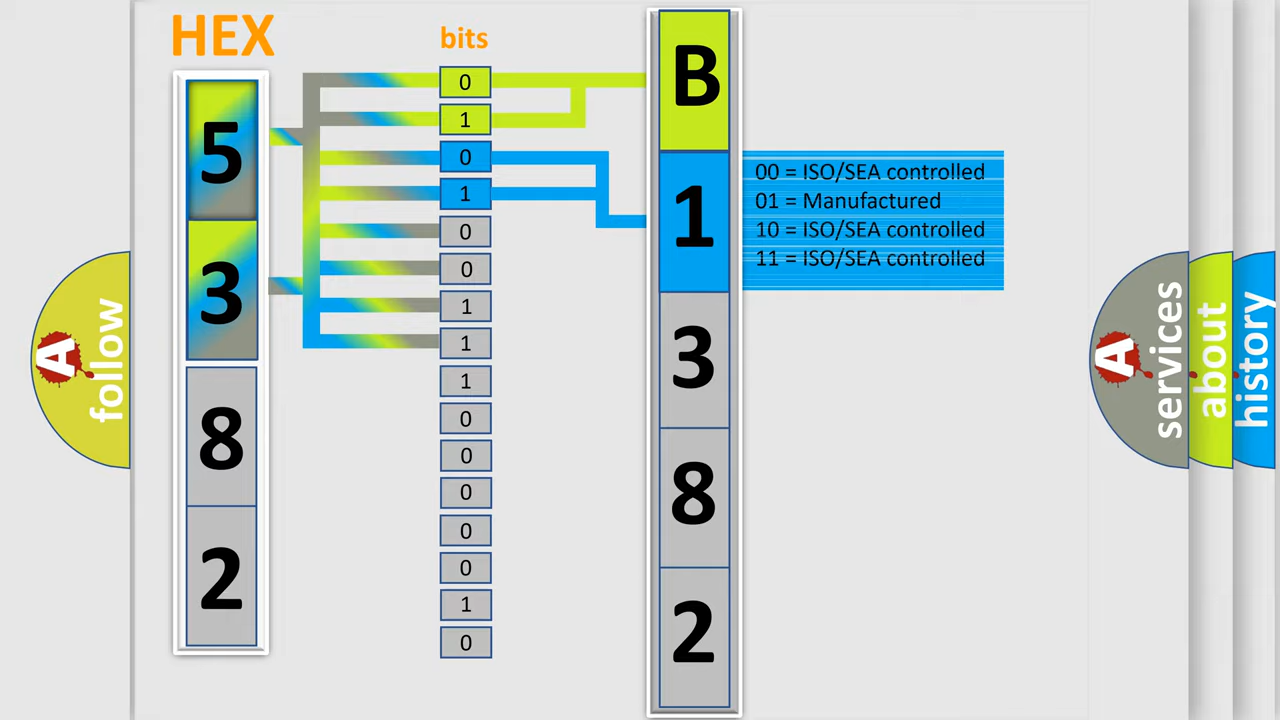 HEX
bits
5
3
8
2
0
1
0
1
0
0
1
1
1
0
0
0
0
0
1
0
B
1
3
8
2
00 = ISO/SEA controlled
01 = Manufactured
10 = ISO/SEA controlled
11 = ISO/SEA controlled
A
follow
A
services
about
history